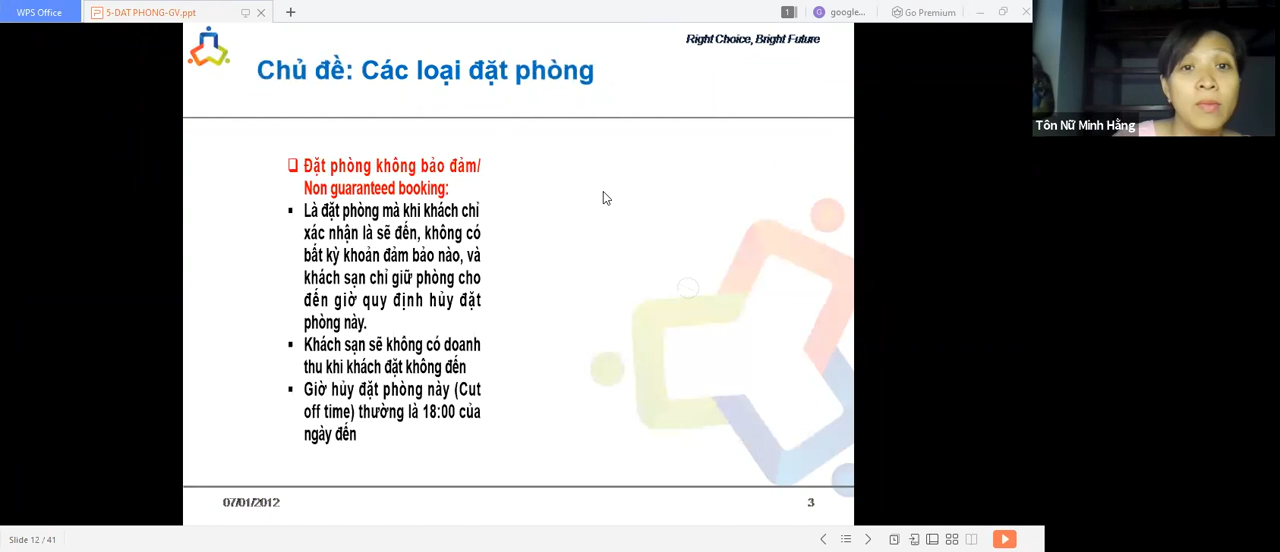 WPS Office
5-DAT PHONG-GV.ppt
1
G google...
Go Premium
Right Choice, Bright Future
Chủ đề: Các loại đặt phòng
Tôn Nữ Minh Hằng
Đặt phòng không bảo đảm/
Non guaranteed booking:
Là đặt phòng mà khi khách chỉ
xác nhận là sẽ đến, không có
bất kỳ khoản đảm bảo nào, và
khách sạn chỉ giữ phòng cho
đến giờ quy định hủy đặt
phòng này.
Khách sạn sẽ không có doanh
thu khi khách đặt không đến
Giờ hủy đặt phòng này (Cut
off time) thường là 18:00 của
ngày đến
07/01/2012
3
Slide 12 / 41